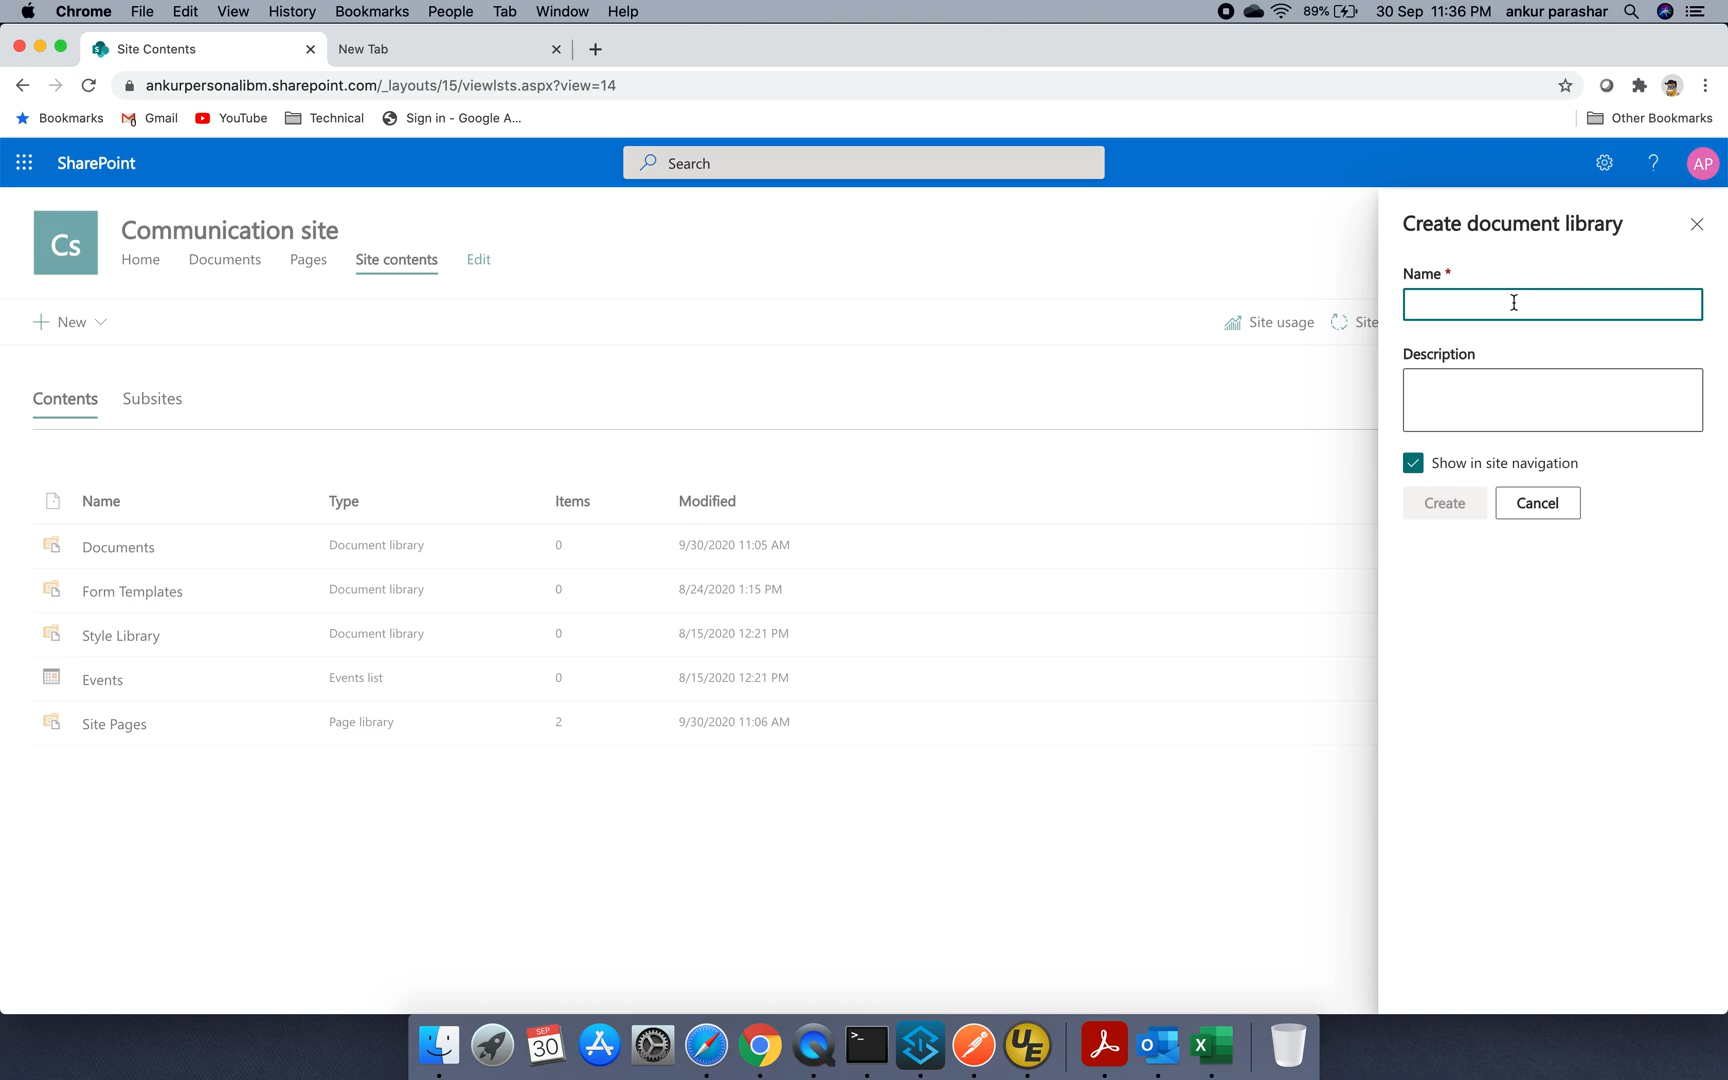 Chrome File Edit View History Bookmarks People Tab Window Help 89% 30 Sep 11:36 PM ankur parashar
Site Contents New Tab
ankurpersonalibm.sharepoint.com/_layouts/15/viewlsts.aspx?view=14
Bookmarks Gmail YouTube Technical Sign in - Google A... Other Bookmarks
SharePoint Search ? AP
Cs Communication site
Home Documents Pages Site contents Edit
New Site usage Site
Contents Subsites
Name Type Items Modified
Documents Document library 0 9/30/2020 11:05 AM
Form Templates Document library 0 8/24/2020 1:15 PM
Style Library Document library 0 8/15/2020 12:21 PM
Events Events list 0 8/15/2020 12:21 PM
Site Pages Page library 2 9/30/2020 11:06 AM
Create document library
Name *
Description
Show in site navigation
Create Cancel
SEP
30
>_
UE
O
X